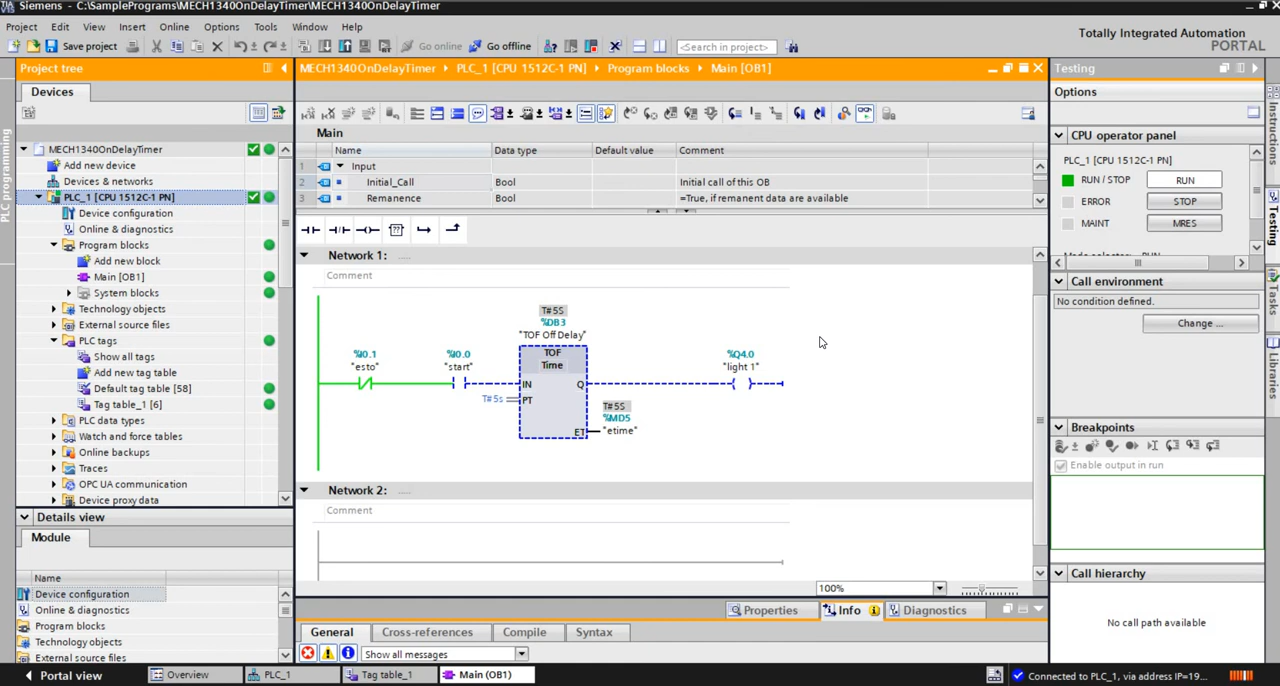 Siemens - C:\SamplePrograms\MECH1340OnDelayTimer\MECH1340OnDelayTimer
Project Edit View Insert Online Options Tools Window Help
Totally Integrated Automation
PORTAL
Save project
Go online
Go offline
<Search in project>
Project tree
MECH1340OnDelayTimer PLC_1 [CPU 1512C-1 PN] Program blocks Main [OB1]
Testing
Devices
Options
PLC programming
MECH1340OnDelayTimer
Add new device
Devices & networks
PLC_1 [CPU 1512C-1 PN]
Device configuration
Online & diagnostics
Program blocks
Add new block
Main [OB1]
System blocks
Technology objects
External source files
PLC tags
Show all tags
Add new tag table
Default tag table [58]
Tag table_1 [6]
PLC data types
Watch and force tables
Online backups
Traces
OPC UA communication
Device proxy data
Details view
Module
Name
Device configuration
Online & diagnostics
Program blocks
Technology objects
External source files
Main
Name Data type Default value Comment
1 Input
2 Initial_Call Bool Initial call of this OB
3 Remanence Bool =True, if remanent data are available
??
Network 1: .....
Comment
T#5S
%DB3
"TOF Off Delay"
%I0.1
"esto"
%I0.0
"start"
TOF
Time
%Q4.0
"light 1"
IN Q
T#5s PT
T#5S
%MD5
ET "etime"
Network 2: .....
Comment
100%
Properties
Info
Diagnostics
General Cross-references Compile Syntax
Show all messages
CPU operator panel
PLC_1 [CPU 1512C-1 PN]
RUN / STOP RUN
ERROR STOP
MAINT MRES
Call environment
No condition defined.
Change ...
Breakpoints
Enable output in run
Call hierarchy
No call path available
Instructions
Testing
Tasks
Libraries
Portal view
Overview
PLC_1
Tag table_1
Main (OB1)
Connected to PLC_1, via address IP=19...